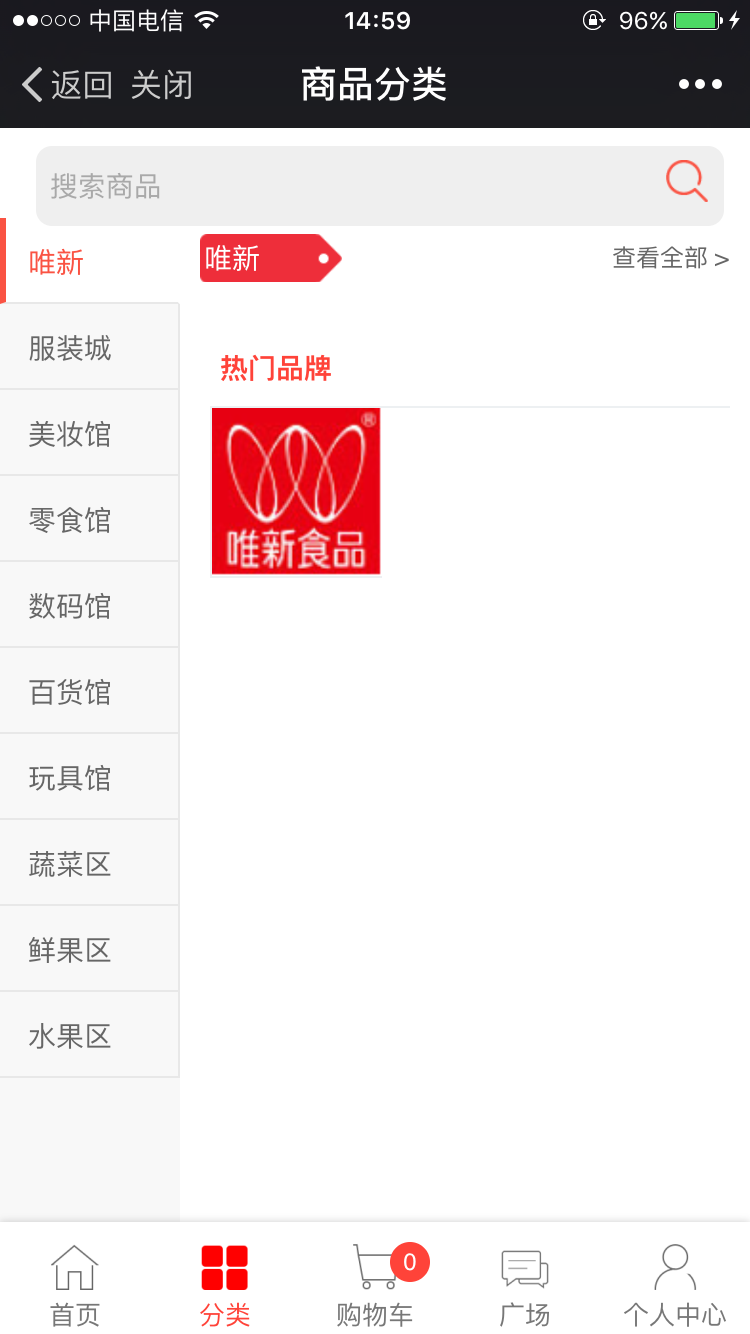 中国电信 14:59 96%
返回 关闭 商品分类
搜索商品
唯新
服装城
美妆馆
零食馆
数码馆
百货馆
玩具馆
蔬菜区
鲜果区
水果区
唯新 查看全部 >
热门品牌
®
唯新食品
0
首页 分类 购物车 广场 个人中心